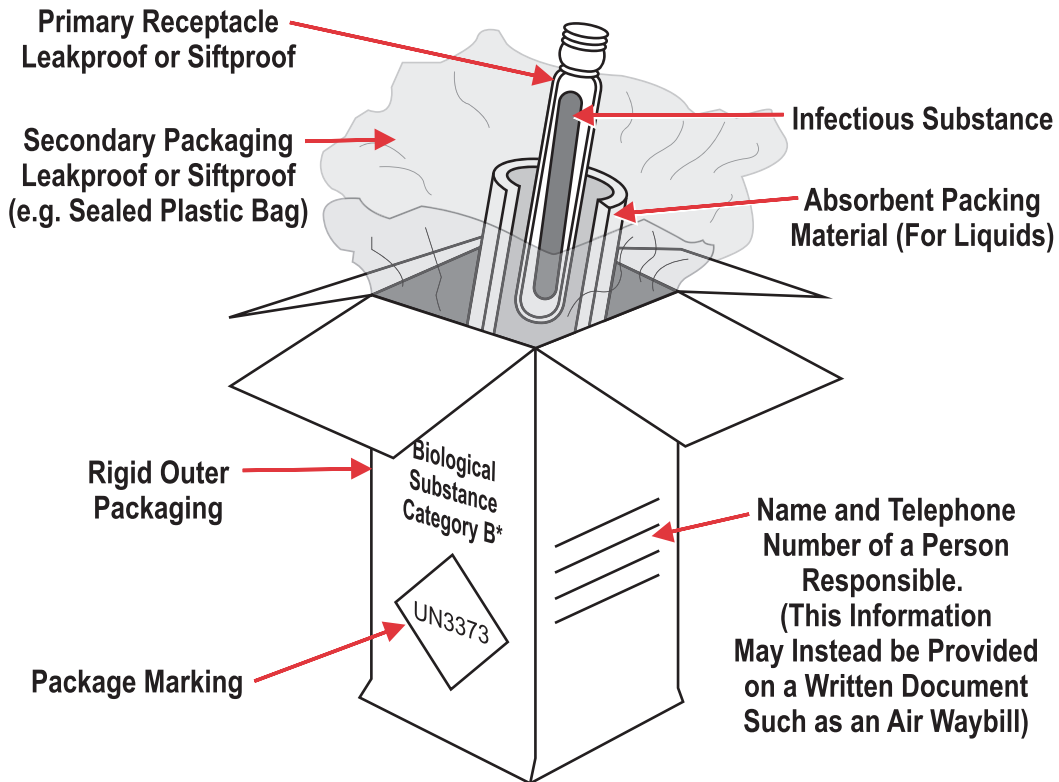 Primary Receptacle
Leakproof or Siftproof
Infectious Substance
Secondary Packaging
Leakproof or Siftproof
(e.g. Sealed Plastic Bag)
Absorbent Packing
Material (For Liquids)
Rigid Outer
Packaging
Biological
Substance
Category B*
UN3373
Package Marking
Name and Telephone
Number of a Person
Responsible.
(This Information
May Instead be Provided
on a Written Document
Such as an Air Waybill)